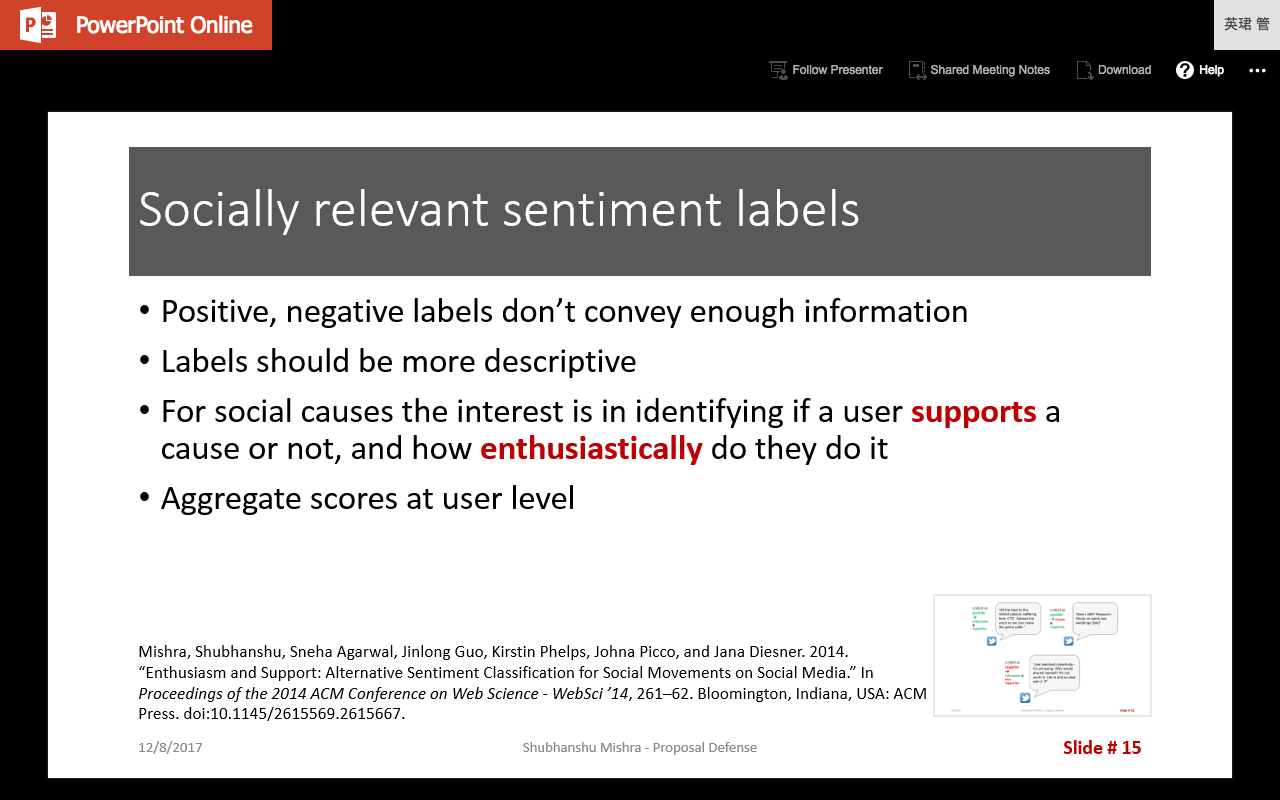 PowerPoint Online
英珺 管
Follow Presenter
Shared Meeting Notes
Download
Help
Socially relevant sentiment labels
• Positive, negative labels don’t convey enough information
• Labels should be more descriptive
• For social causes the interest is in identifying if a user supports a
cause or not, and how enthusiastically do they do it
• Aggregate scores at user level
Mishra, Shubhanshu, Sneha Agarwal, Jinlong Guo, Kirstin Phelps, Johna Picco, and Jana Diesner. 2014.
“Enthusiasm and Support: Alternative Sentiment Classification for Social Movements on Social Media.” In
Proceedings of the 2014 ACM Conference on Web Science - WebSci ’14, 261–62. Bloomington, Indiana, USA: ACM
Press. doi:10.1145/2615569.2615667.
12/8/2017
Shubhanshu Mishra - Proposal Defense
Slide # 15